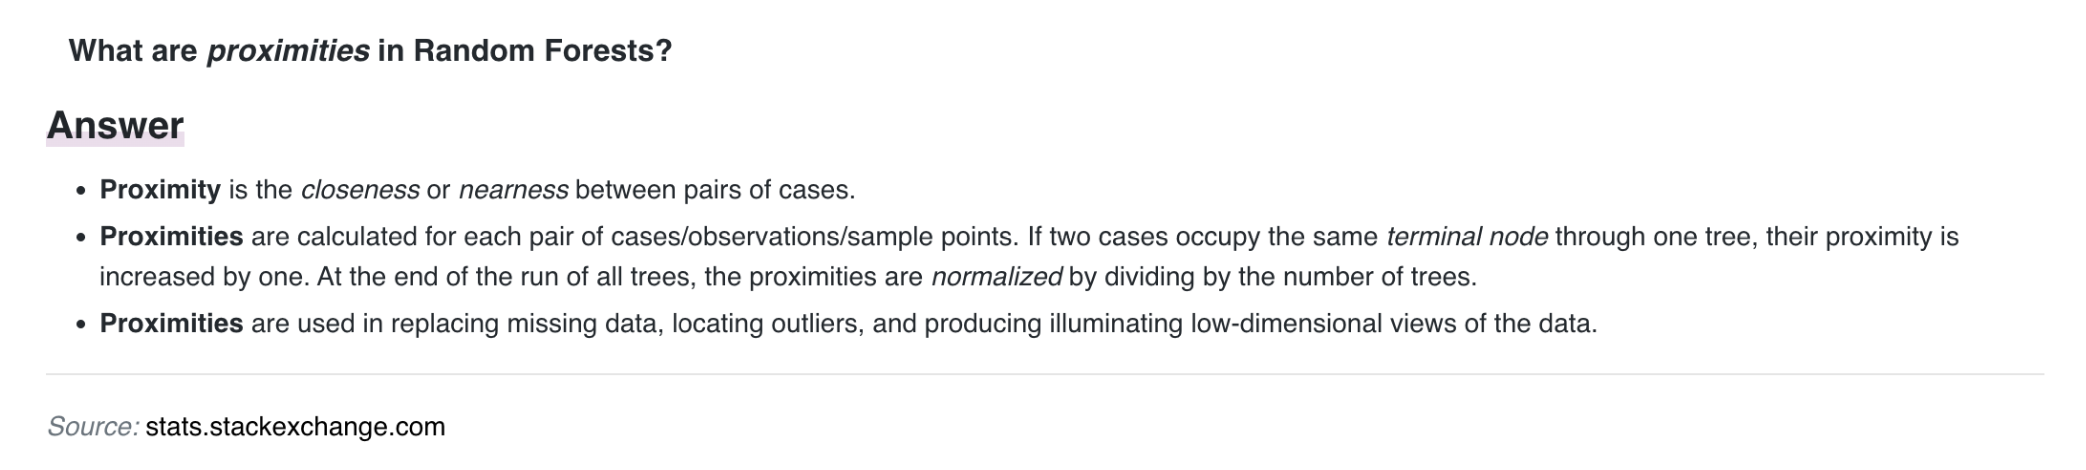 What are proximities in Random Forests?
Answer
• Proximity is the closeness or nearness between pairs of cases.
• Proximities are calculated for each pair of cases/observations/sample points. If two cases occupy the same terminal node through one tree, their proximity is
increased by one. At the end of the run of all trees, the proximities are normalized by dividing by the number of trees.
• Proximities are used in replacing missing data, locating outliers, and producing illuminating low-dimensional views of the data.
Source: stats.stackexchange.com